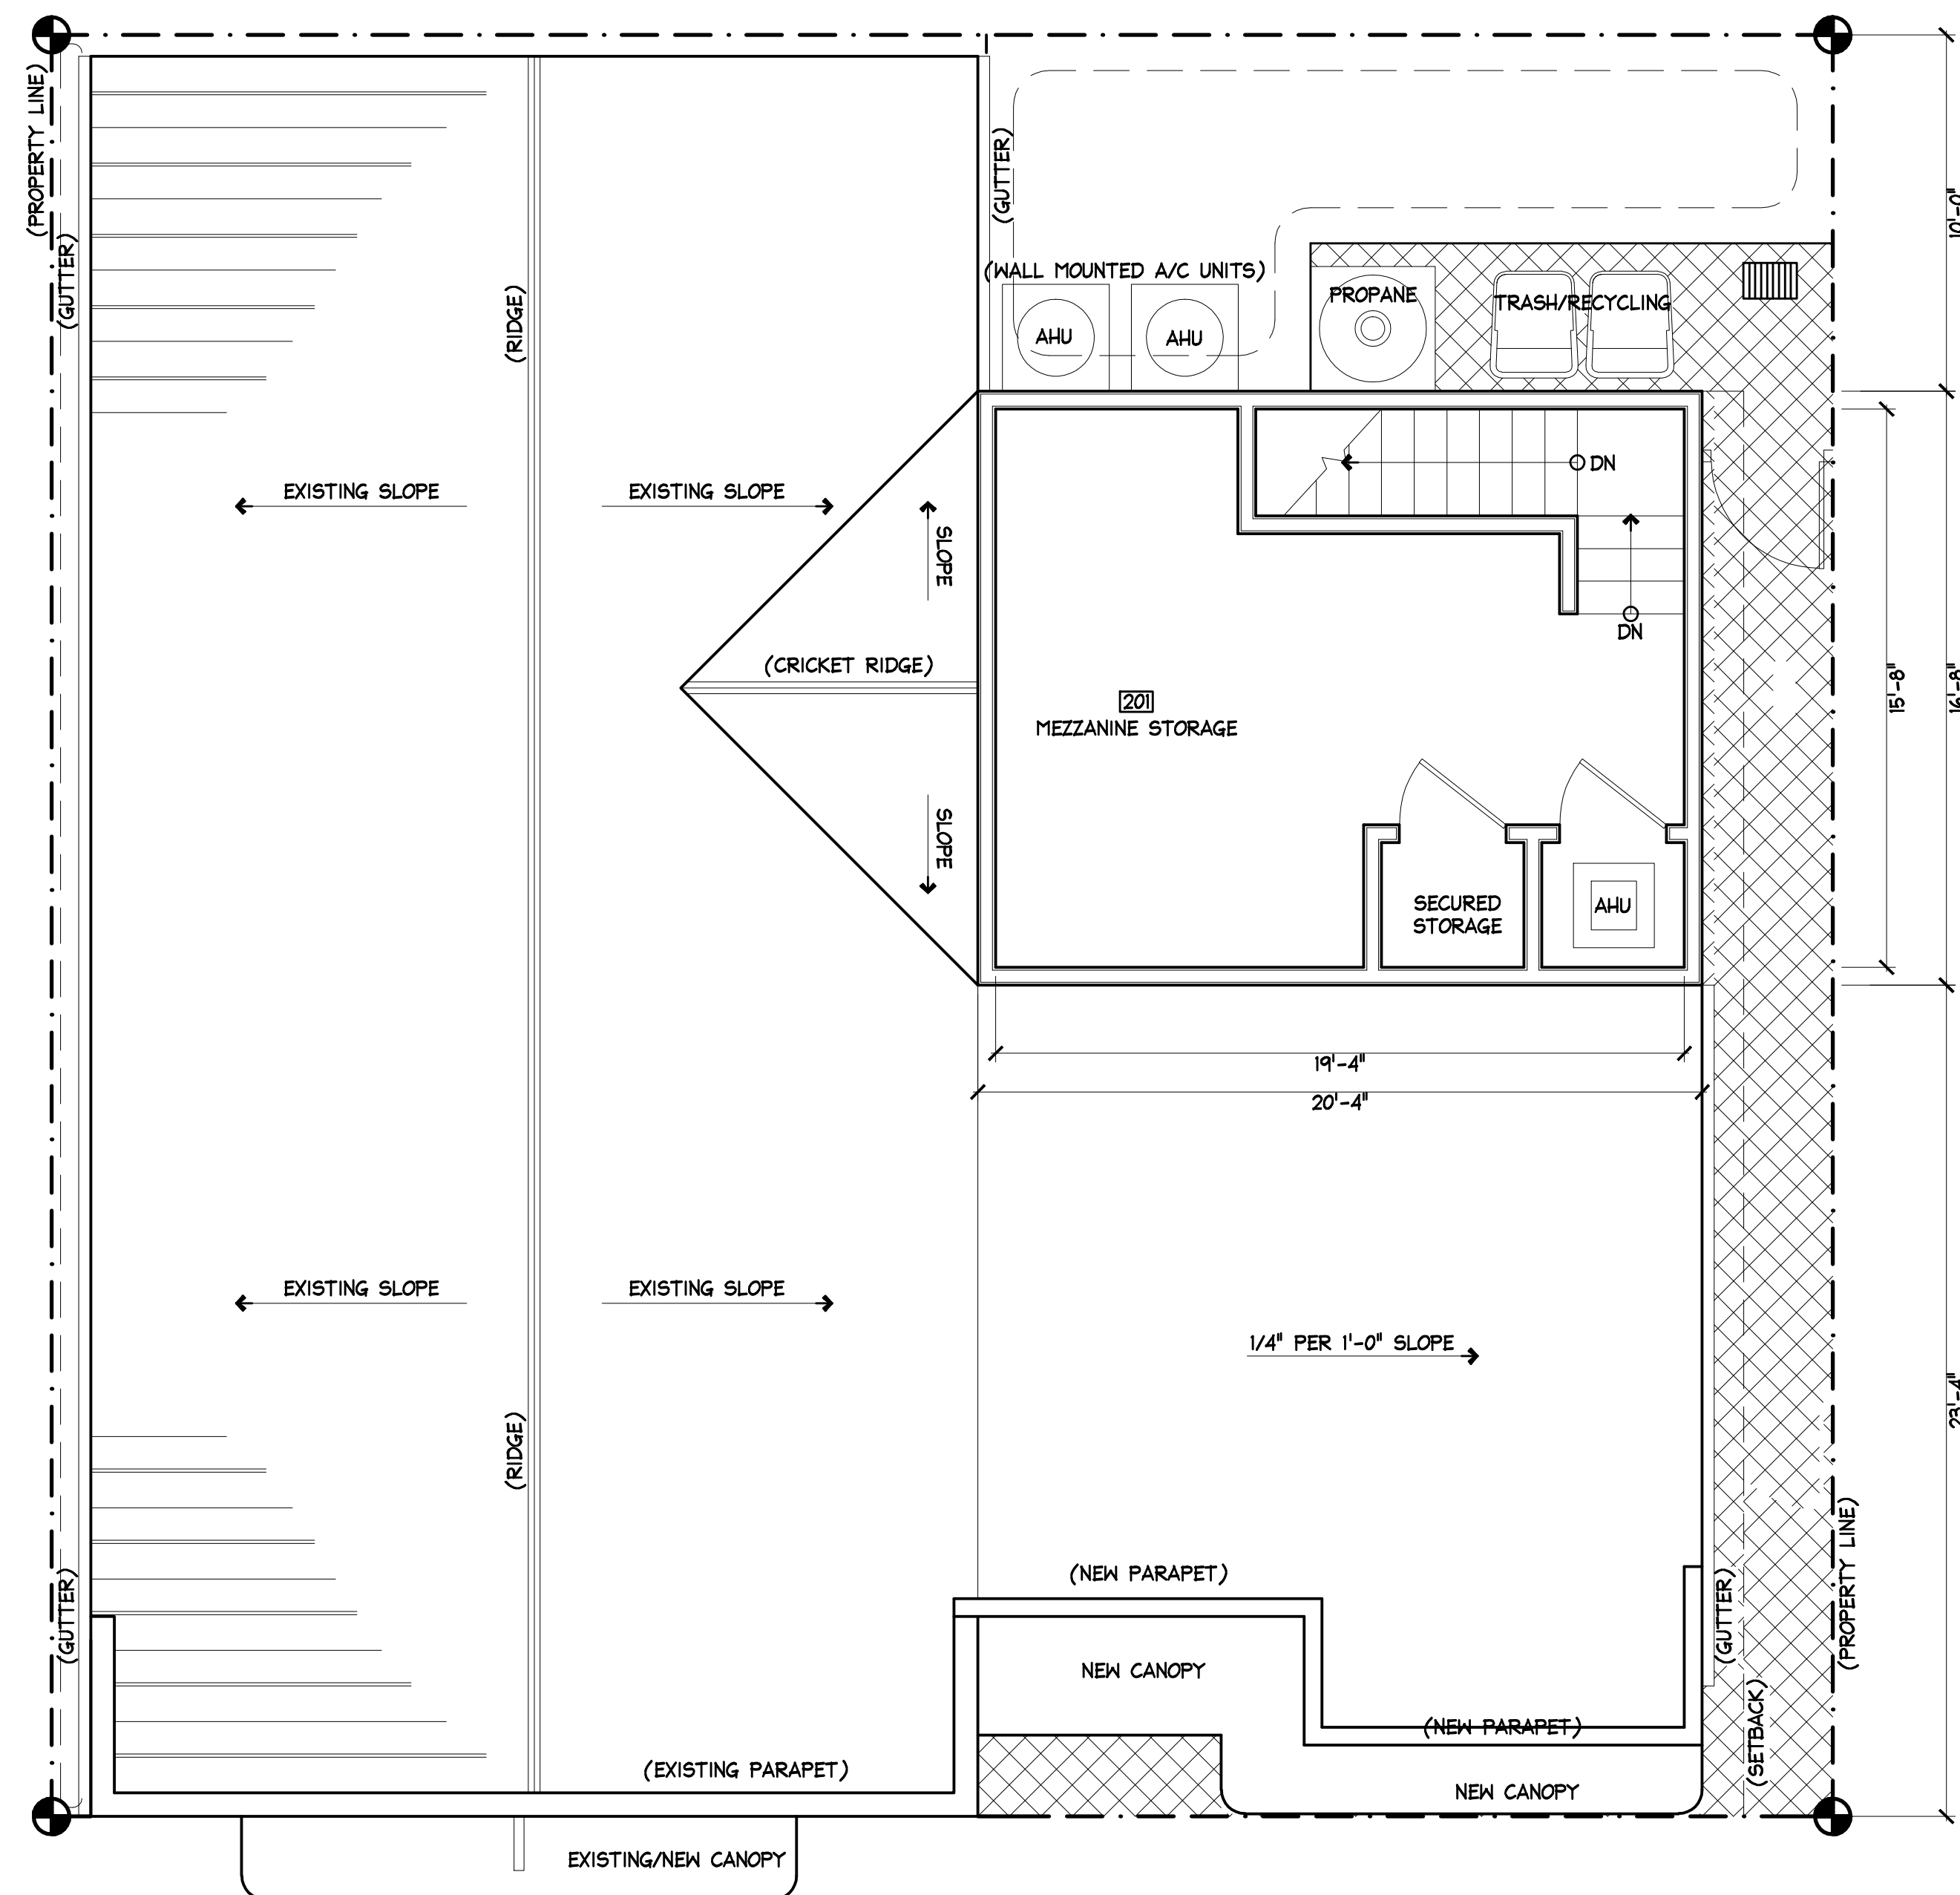 (PROPERTY LINE)
(GUTTER)
(GUTTER)
10'-0"
(WALL MOUNTED A/C UNITS)
AHU
AHU
PROPANE
TRASH/RECYCLING
(RIDGE)
EXISTING SLOPE
EXISTING SLOPE
SLOPE
DN
DN
(CRICKET RIDGE)
201
MEZZANINE STORAGE
15'-8"
16'-8"
SLOPE
SECURED
STORAGE
AHU
19'-4"
20'-4"
EXISTING SLOPE
EXISTING SLOPE
1/4" PER 1'-0" SLOPE
23'-4"
(RIDGE)
(PROPERTY LINE)
(GUTTER)
(NEW PARAPET)
(GUTTER)
NEW CANOPY
(NEW PARAPET)
(SETBACK)
(EXISTING PARAPET)
NEW CANOPY
EXISTING/NEW CANOPY